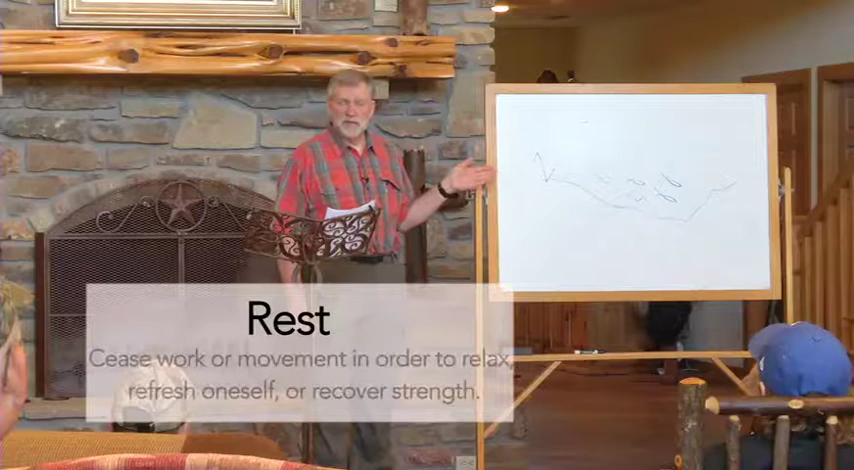 Rest
Cease work or movement in order to relax,
refresh oneself, or recover strength.